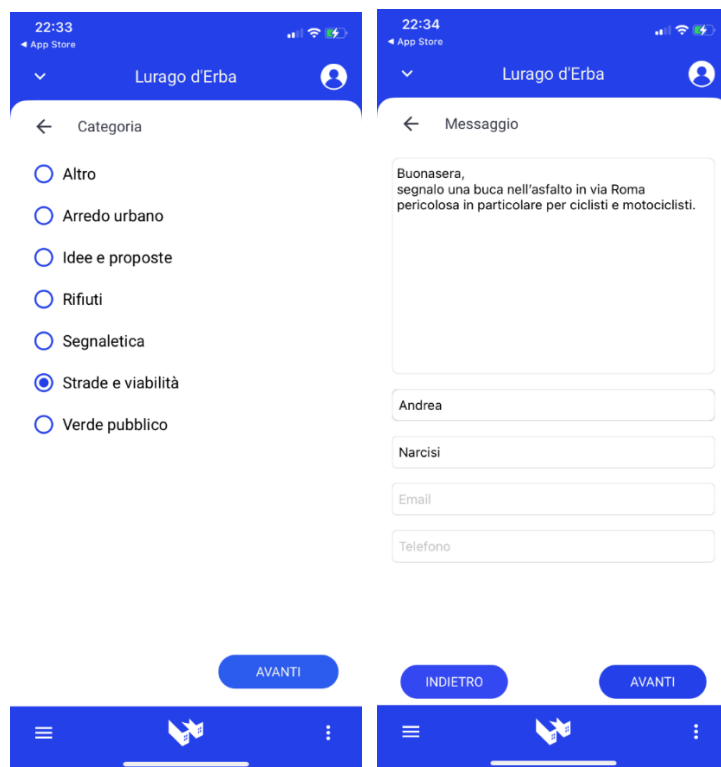 22:33
◄ App Store
Lurago d'Erba
Categoria
Altro
Arredo urbano
Idee e proposte
Rifiuti
Segnaletica
Strade e viabilità
Verde pubblico
AVANTI
22:34
◄ App Store
Lurago d'Erba
Messaggio
Buonasera,
segnalo una buca nell'asfalto in via Roma
pericolosa in particolare per ciclisti e motociclisti.
Andrea
Narcisi
Email
Telefono
INDIETRO
AVANTI